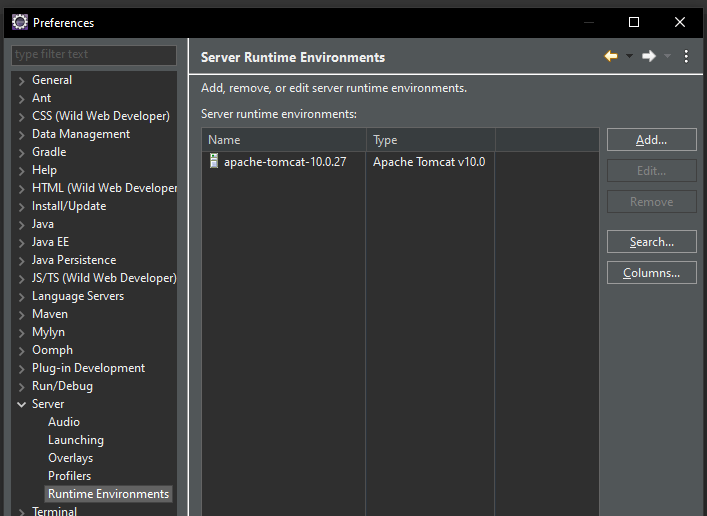 Preferences
type filter text
General
Ant
CSS (Wild Web Developer)
Data Management
Gradle
Help
HTML (Wild Web Developer
Install/Update
Java
Java EE
Java Persistence
JS/TS (Wild Web Developer)
Language Servers
Maven
Mylyn
Oomph
Plug-in Development
Run/Debug
Server
Audio
Launching
Overlays
Profilers
Runtime Environments
Terminal
Server Runtime Environments
Add, remove, or edit server runtime environments.
Server runtime environments:
Name Type
apache-tomcat-10.0.27 Apache Tomcat v10.0
Add...
Edit...
Remove
Search...
Columns...